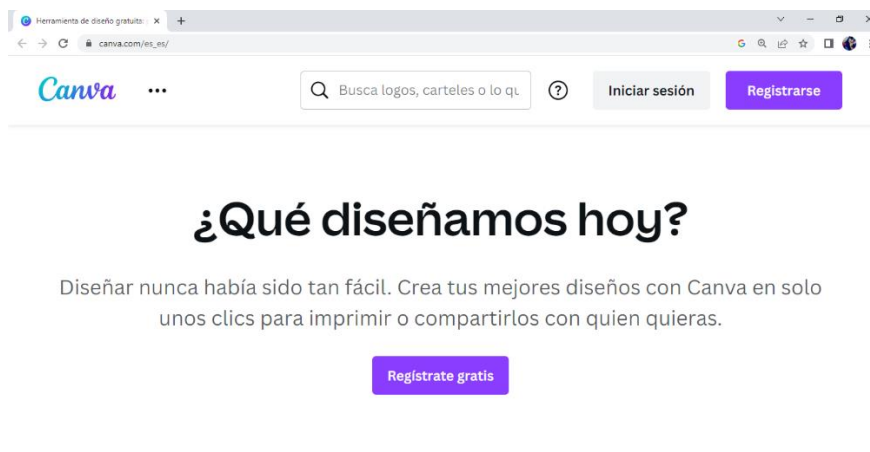 Herramienta de diseño gratuita:
canva.com/es_es/
Canva
Busca logos, carteles o lo qu
Iniciar sesión
Registrarse
¿Qué diseñamos hoy?
Diseñar nunca había sido tan fácil. Crea tus mejores diseños con Canva en solo
unos clics para imprimir o compartirlos con quien quieras.
Regístrate gratis